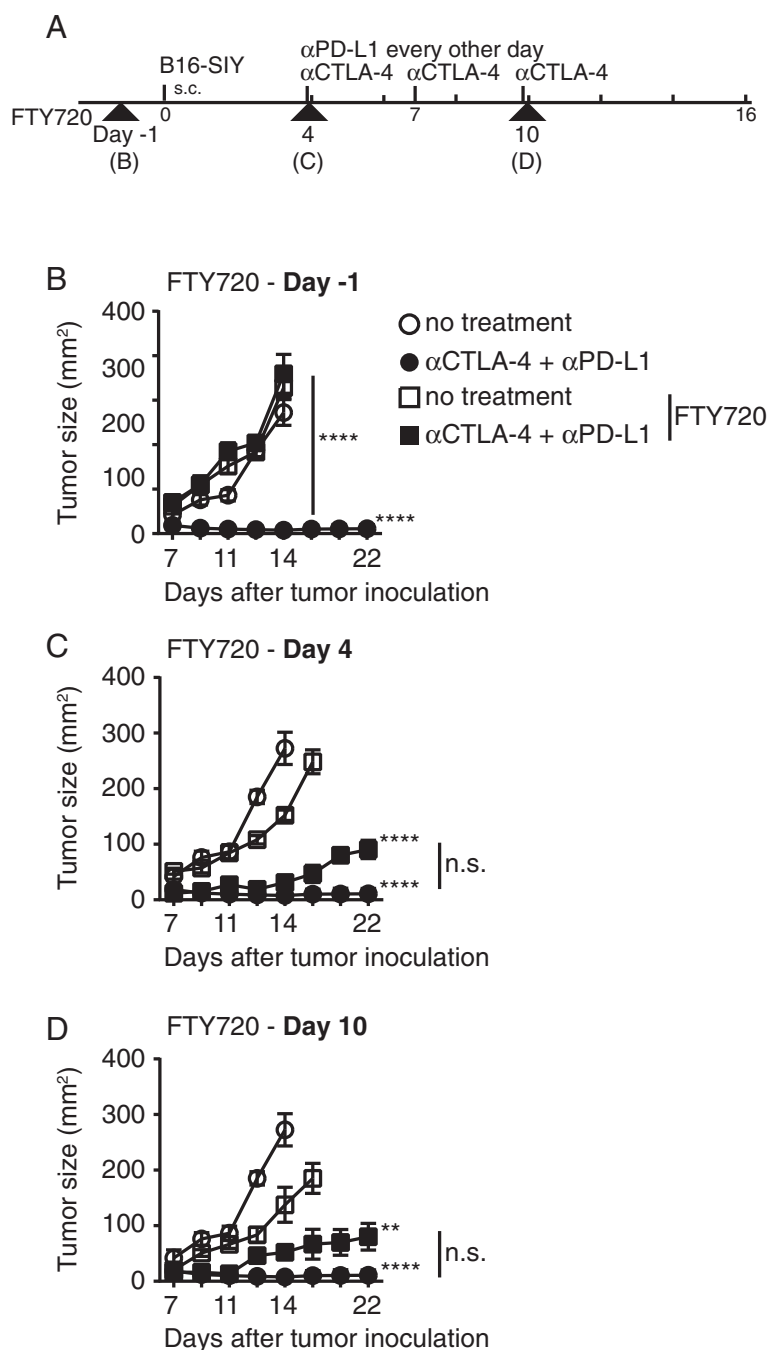 A
B16-SIY
s.c.
αPD-L1 every other day
αCTLA-4 αCTLA-4 αCTLA-4
FTY720 0 7 16
Day -1 4 10
(B) (C) (D)
B FTY720 - Day -1
Tumor size (mm²)
400
300
200
100
0
7 11 14 22
Days after tumor inoculation
****
****
no treatment
αCTLA-4 + αPD-L1
no treatment
αCTLA-4 + αPD-L1
FTY720
C FTY720 - Day 4
Tumor size (mm²)
400
300
200
100
0
7 11 14 22
Days after tumor inoculation
****
****
n.s.
D FTY720 - Day 10
Tumor size (mm²)
400
300
200
100
0
7 11 14 22
Days after tumor inoculation
**
****
n.s.